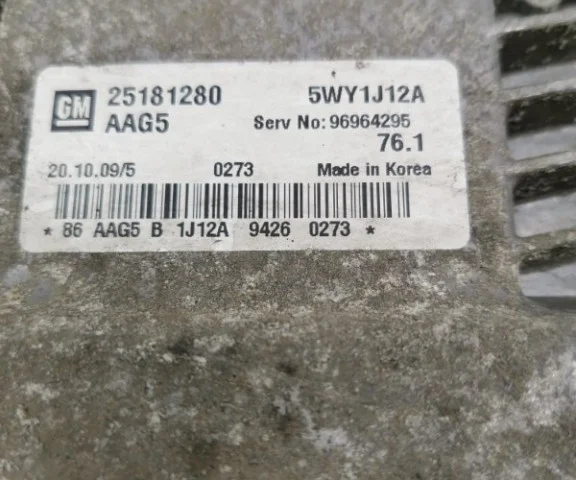 GM 25181280 5WY1J12A
AAG5 Serv No: 96964295
76.1
20.10.09/5 0273 Made in Korea
* 86 AAG5 B 1J12A 9426 0273 *